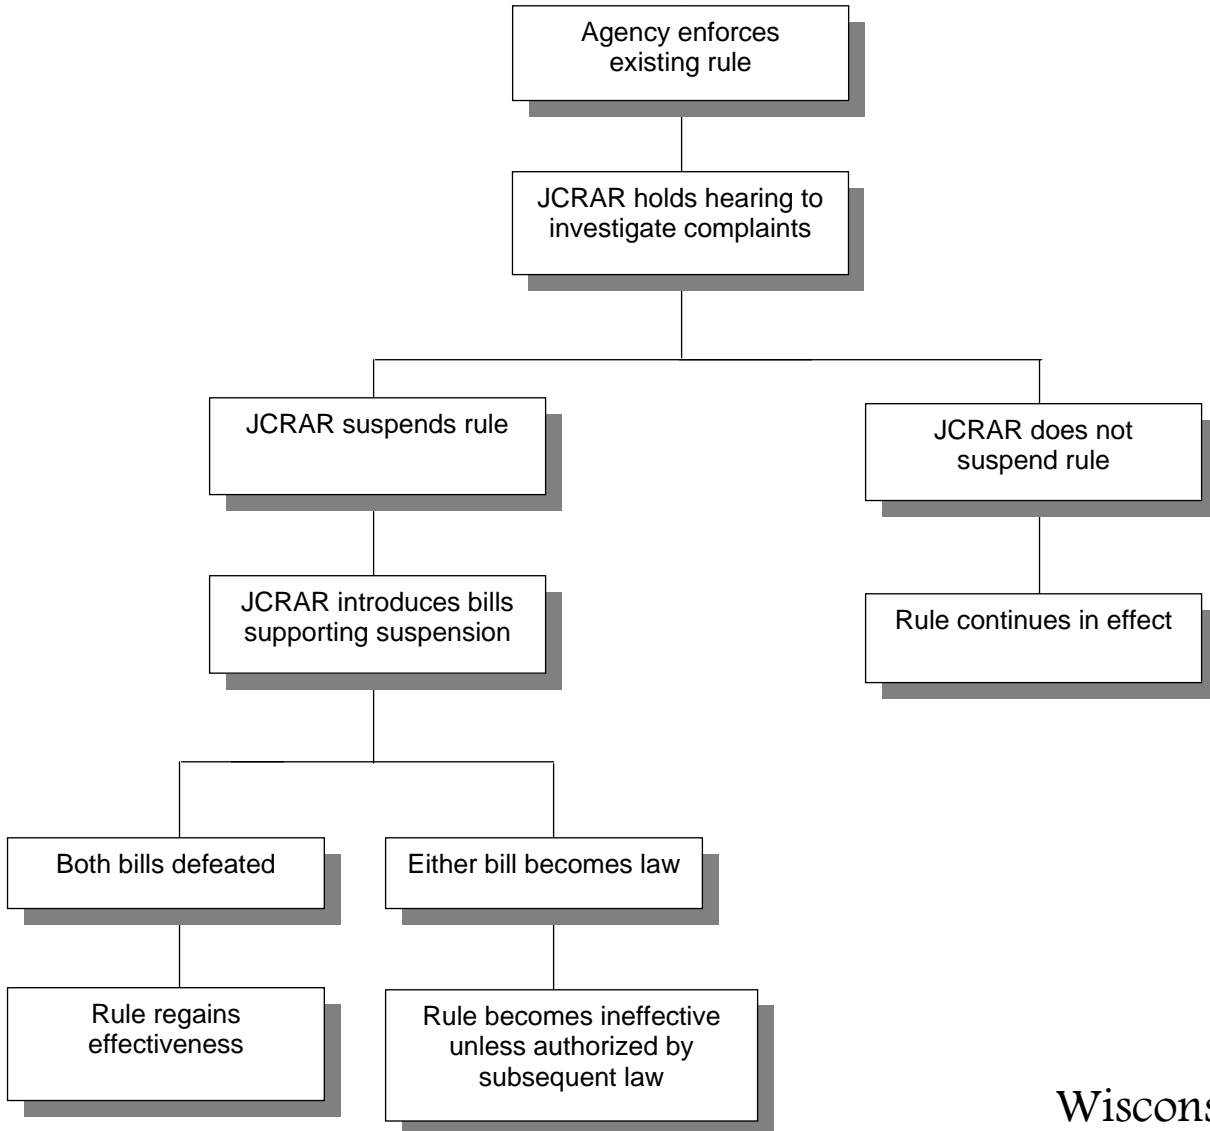 Agency enforces
existing rule
JCRAR holds hearing to
investigate complaints
JCRAR suspends rule
JCRAR does not
suspend rule
JCRAR introduces bills
supporting suspension
Rule continues in effect
Both bills defeated
Either bill becomes law
Rule regains
effectiveness
Rule becomes ineffective
unless authorized by
subsequent law
Wiscons